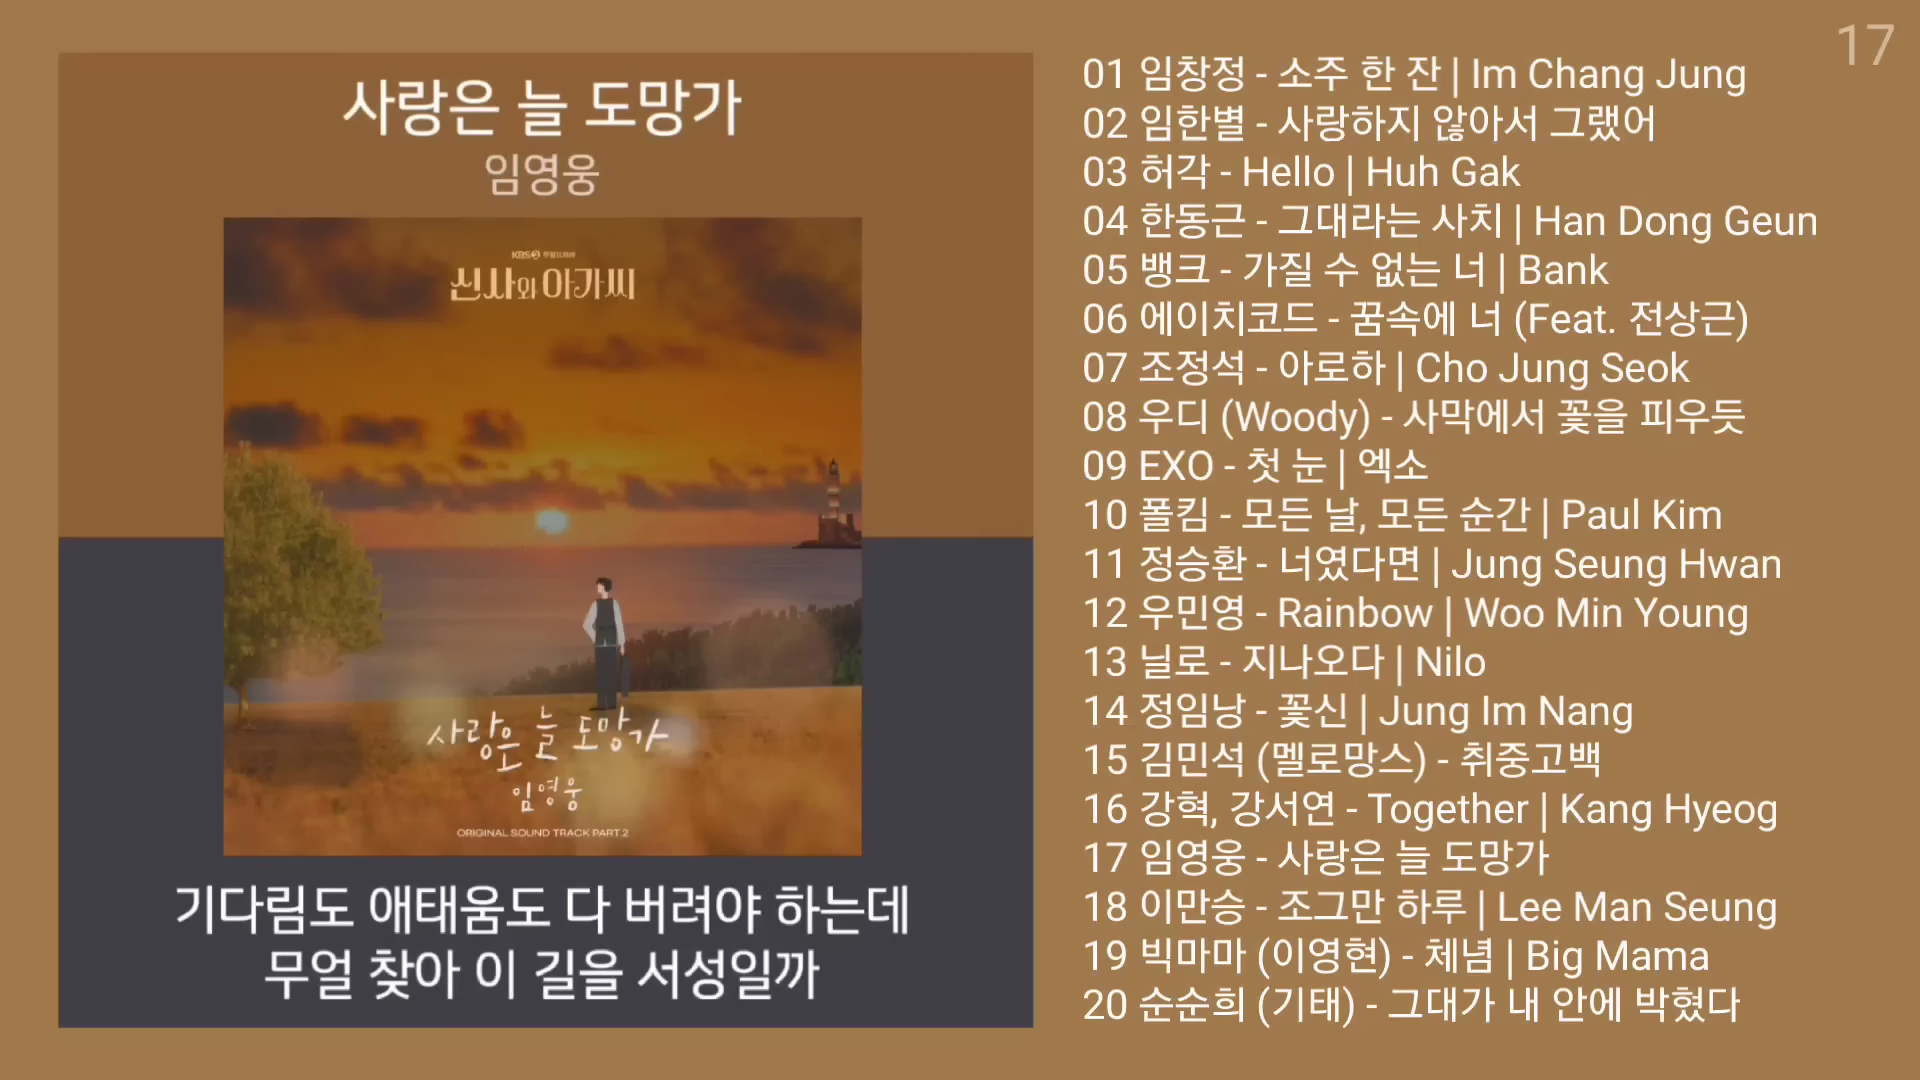 사랑은 늘 도망가
임영웅
KBS2 주말드라마
신사와 아가씨
사랑은 늘 도망가
임영웅
ORIGINAL SOUND TRACK PART.2
기다림도 애태움도 다 버려야 하는데
무얼 찾아 이 길을 서성일까
17
01 임창정 - 소주 한 잔 | Im Chang Jung
02 임한별 - 사랑하지 않아서 그랬어
03 허각 - Hello | Huh Gak
04 한동근 - 그대라는 사치 | Han Dong Geun
05 뱅크 - 가질 수 없는 너 | Bank
06 에이치코드 - 꿈속에 너 (Feat. 전상근)
07 조정석 - 아로하 | Cho Jung Seok
08 우디 (Woody) - 사막에서 꽃을 피우듯
09 EXO - 첫 눈 | 엑소
10 폴킴 - 모든 날, 모든 순간 | Paul Kim
11 정승환 - 너였다면 | Jung Seung Hwan
12 우민영 - Rainbow | Woo Min Young
13 닐로 - 지나오다 | Nilo
14 정임낭 - 꽃신 | Jung Im Nang
15 김민석 (멜로망스) - 취중고백
16 강혁, 강서연 - Together | Kang Hyeog
17 임영웅 - 사랑은 늘 도망가
18 이만승 - 조그만 하루 | Lee Man Seung
19 빅마마 (이영현) - 체념 | Big Mama
20 순순희 (기태) - 그대가 내 안에 박혔다